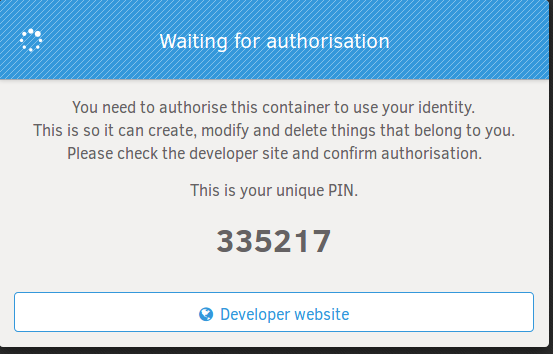 Waiting for authorisation
You need to authorise this container to use your identity.
This is so it can create, modify and delete things that belong to you.
Please check the developer site and confirm authorisation.
This is your unique PIN.
335217
Developer website